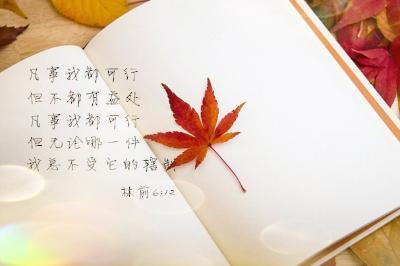 凡事我都可行
但不都有益处
凡事我都可行
但无论哪一件
我总不受它的辖制
林前6:12